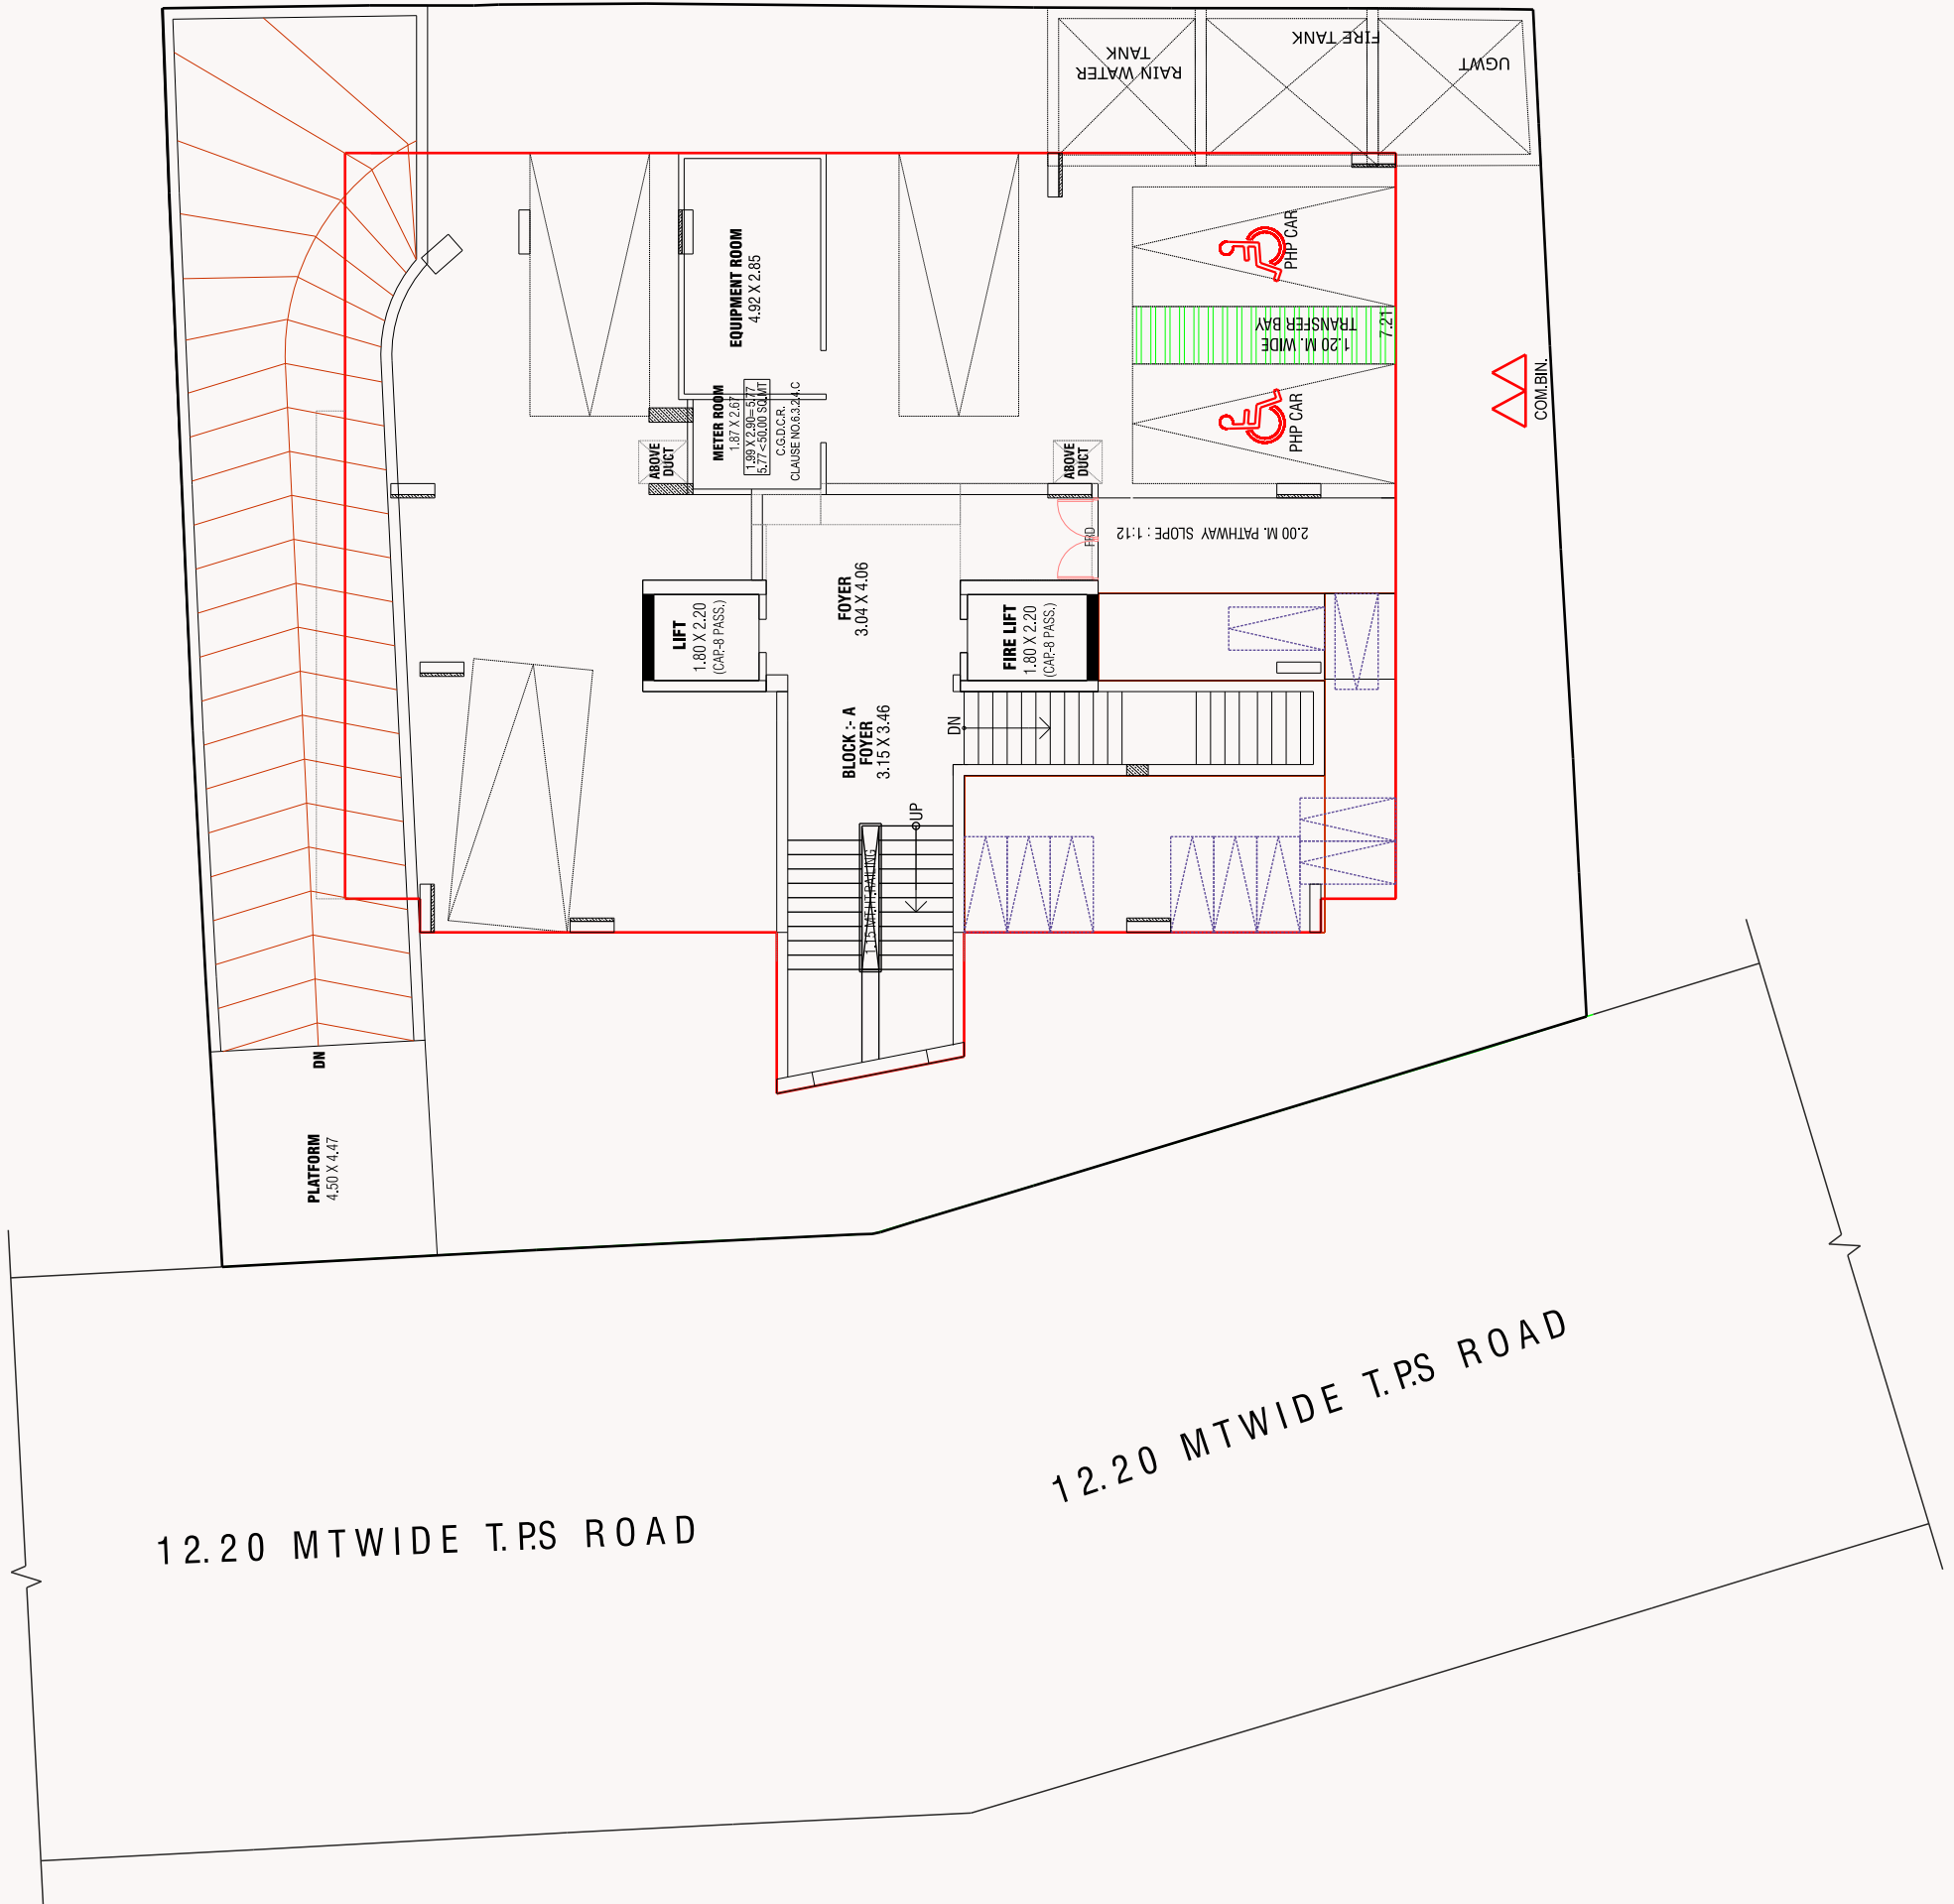 RAIN WATER
TANK
FIRE TANK
UGWT
EQUIPMENT ROOM
4.92 X 2.85
PHP CAR
1.20 M. WIDE
TRANSFER BAY
7.21
PHP CAR
COM.BIN.
METER ROOM
1.87 X 2.67
1.99 X 2.90= 5.77
5.77<50.00 SQ.MT
C.G.D.C.R.
CLAUSE NO.6.3.2.4.C
ABOVE
DUCT
ABOVE
DUCT
FRD
2.00 M. PATHWAY SLOPE : 1:12
LIFT
1.80 X 2.20
(CAP.-8 PASS.)
FOYER
3.04 X 4.06
FIRE LIFT
1.80 X 2.20
(CAP.-8 PASS.)
BLOCK :- A
FOYER
3.15 X 3.46
DN
UP
1.15 MT.HT.RAILING
DN
PLATFORM
4.50 X 4.47
12.20 MTWIDE T.P.S ROAD
12.20 MTWIDE T.P.S ROAD